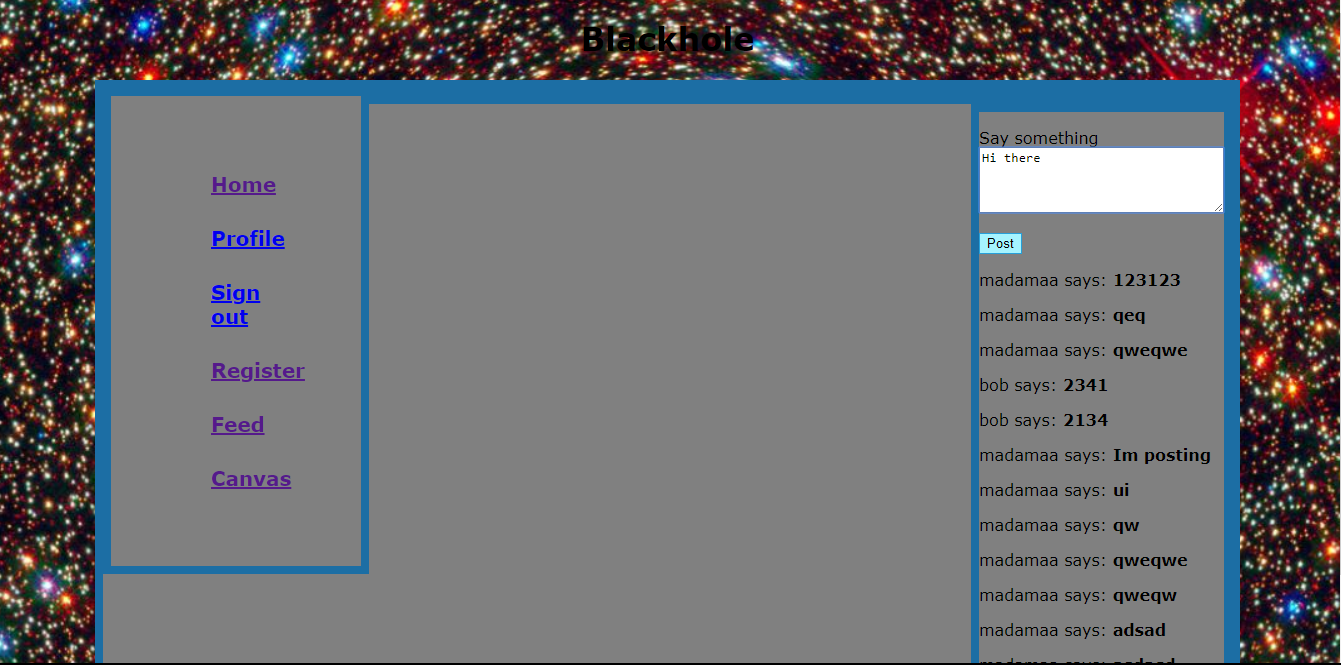 Blackhole
Home
Profile
Sign
out
Register
Feed
Canvas
Say something
Hi there
Post
madamaa says: 123123
madamaa says: qeq
madamaa says: qweqwe
bob says: 2341
bob says: 2134
madamaa says: Im posting
madamaa says: ui
madamaa says: qw
madamaa says: qweqwe
madamaa says: qweqw
madamaa says: adsad
madamaa says: